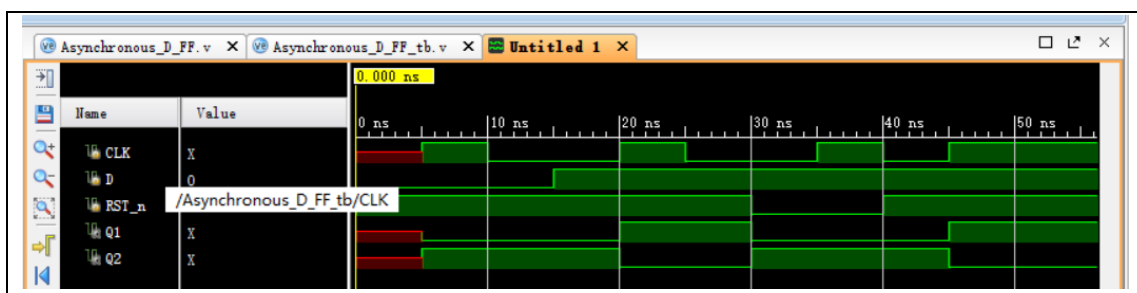 Asynchronous_D_FF.v X Asynchronous_D_FF_tb.v X Untitled 1 X
0.000 ns
Name Value 0 ns 10 ns 20 ns 30 ns 40 ns 50 ns
CLK X
D 0
RST_n /Asynchronous_D_FF_tb/CLK
Q1 X
Q2 X